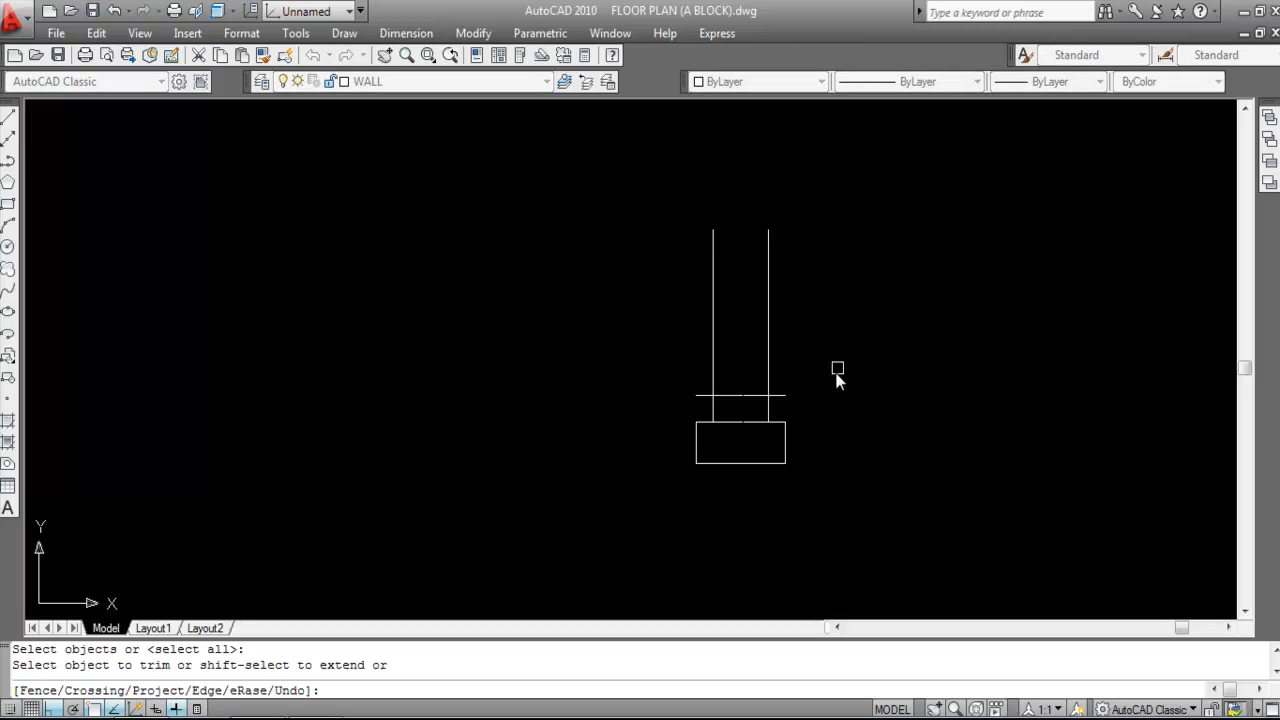 Unnamed
AutoCAD 2010 FLOOR PLAN (A BLOCK).dwg
Type a keyword or phrase
File Edit View Insert Format Tools Draw Dimension Modify Parametric Window Help Express
Standard
Standard
AutoCAD Classic
WALL
ByLayer
ByLayer
ByLayer
ByColor
Y
X
Model Layout1 Layout2
Select objects or <select all>:
Select object to trim or shift-select to extend or
[Fence/Crossing/Project/Edge/eRase/Undo]:
MODEL
1:1
AutoCAD Classic